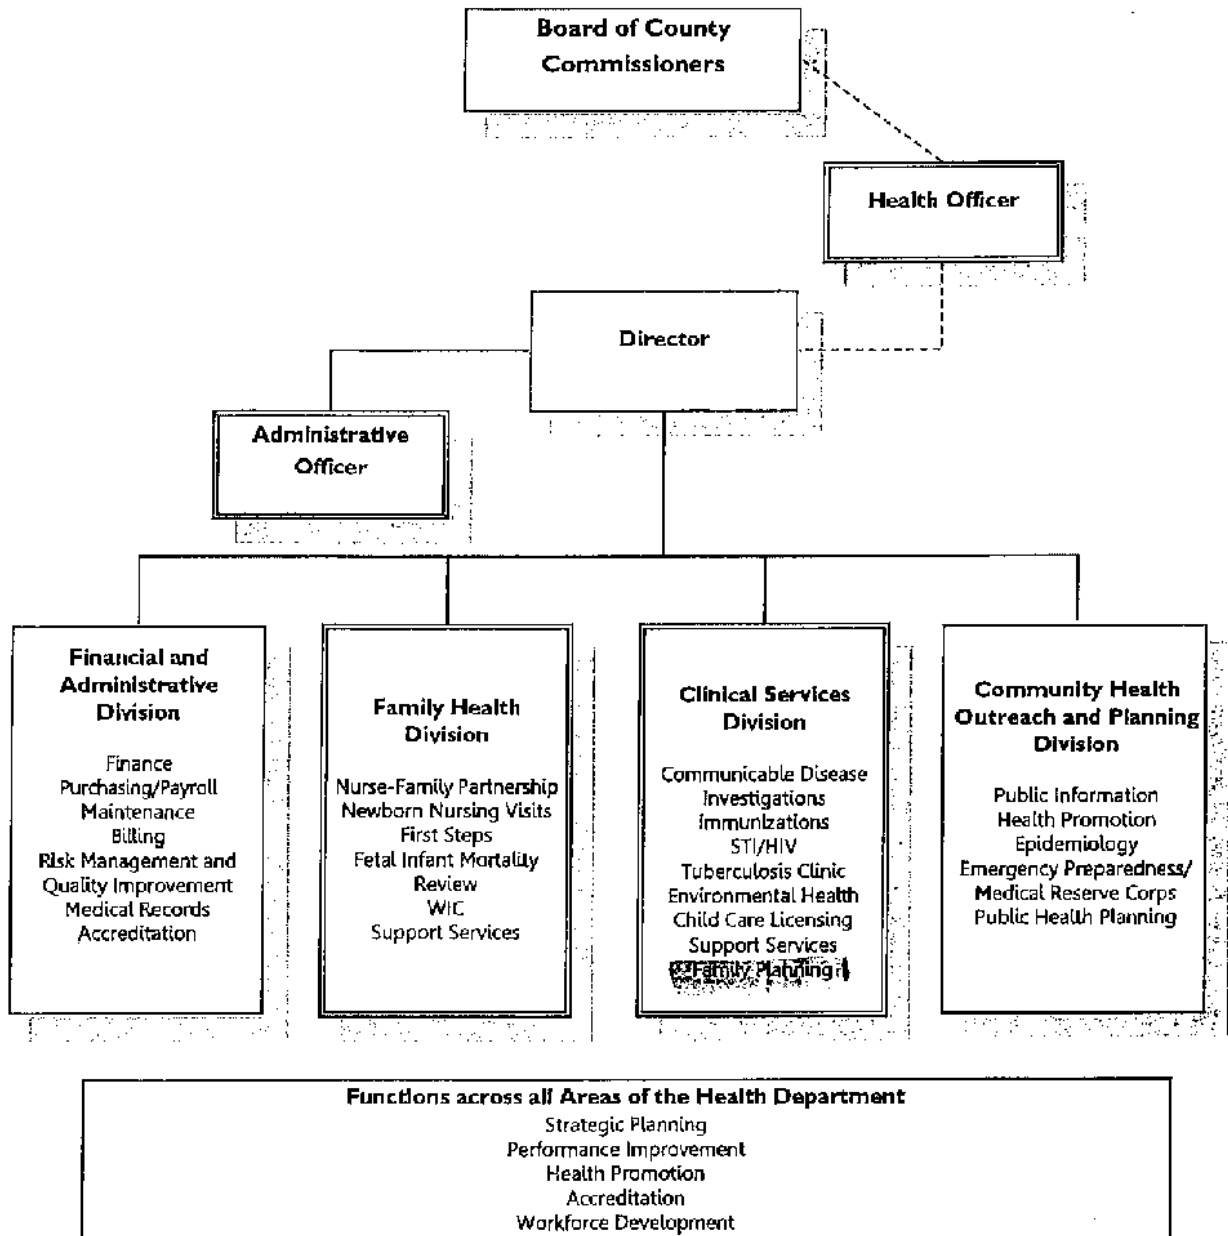 Board of County
Commissioners
Health Officer
Director
Administrative
Officer
Financial and
Administrative
Division
Finance
Purchasing/Payroll
Maintenance
Billing
Risk Management and
Quality Improvement
Medical Records
Accreditation
Family Health
Division
Nurse-Family Partnership
Newborn Nursing Visits
First Steps
Fetal Infant Mortality
Review
WIC
Support Services
Clinical Services
Division
Communicable Disease
Investigations
Immunizations
STI/HIV
Tuberculosis Clinic
Environmental Health
Child Care Licensing
Support Services
Family Planning
Community Health
Outreach and Planning
Division
Public Information
Health Promotion
Epidemiology
Emergency Preparedness/
Medical Reserve Corps
Public Health Planning
Functions across all Areas of the Health Department
Strategic Planning
Performance Improvement
Health Promotion
Accreditation
Workforce Development